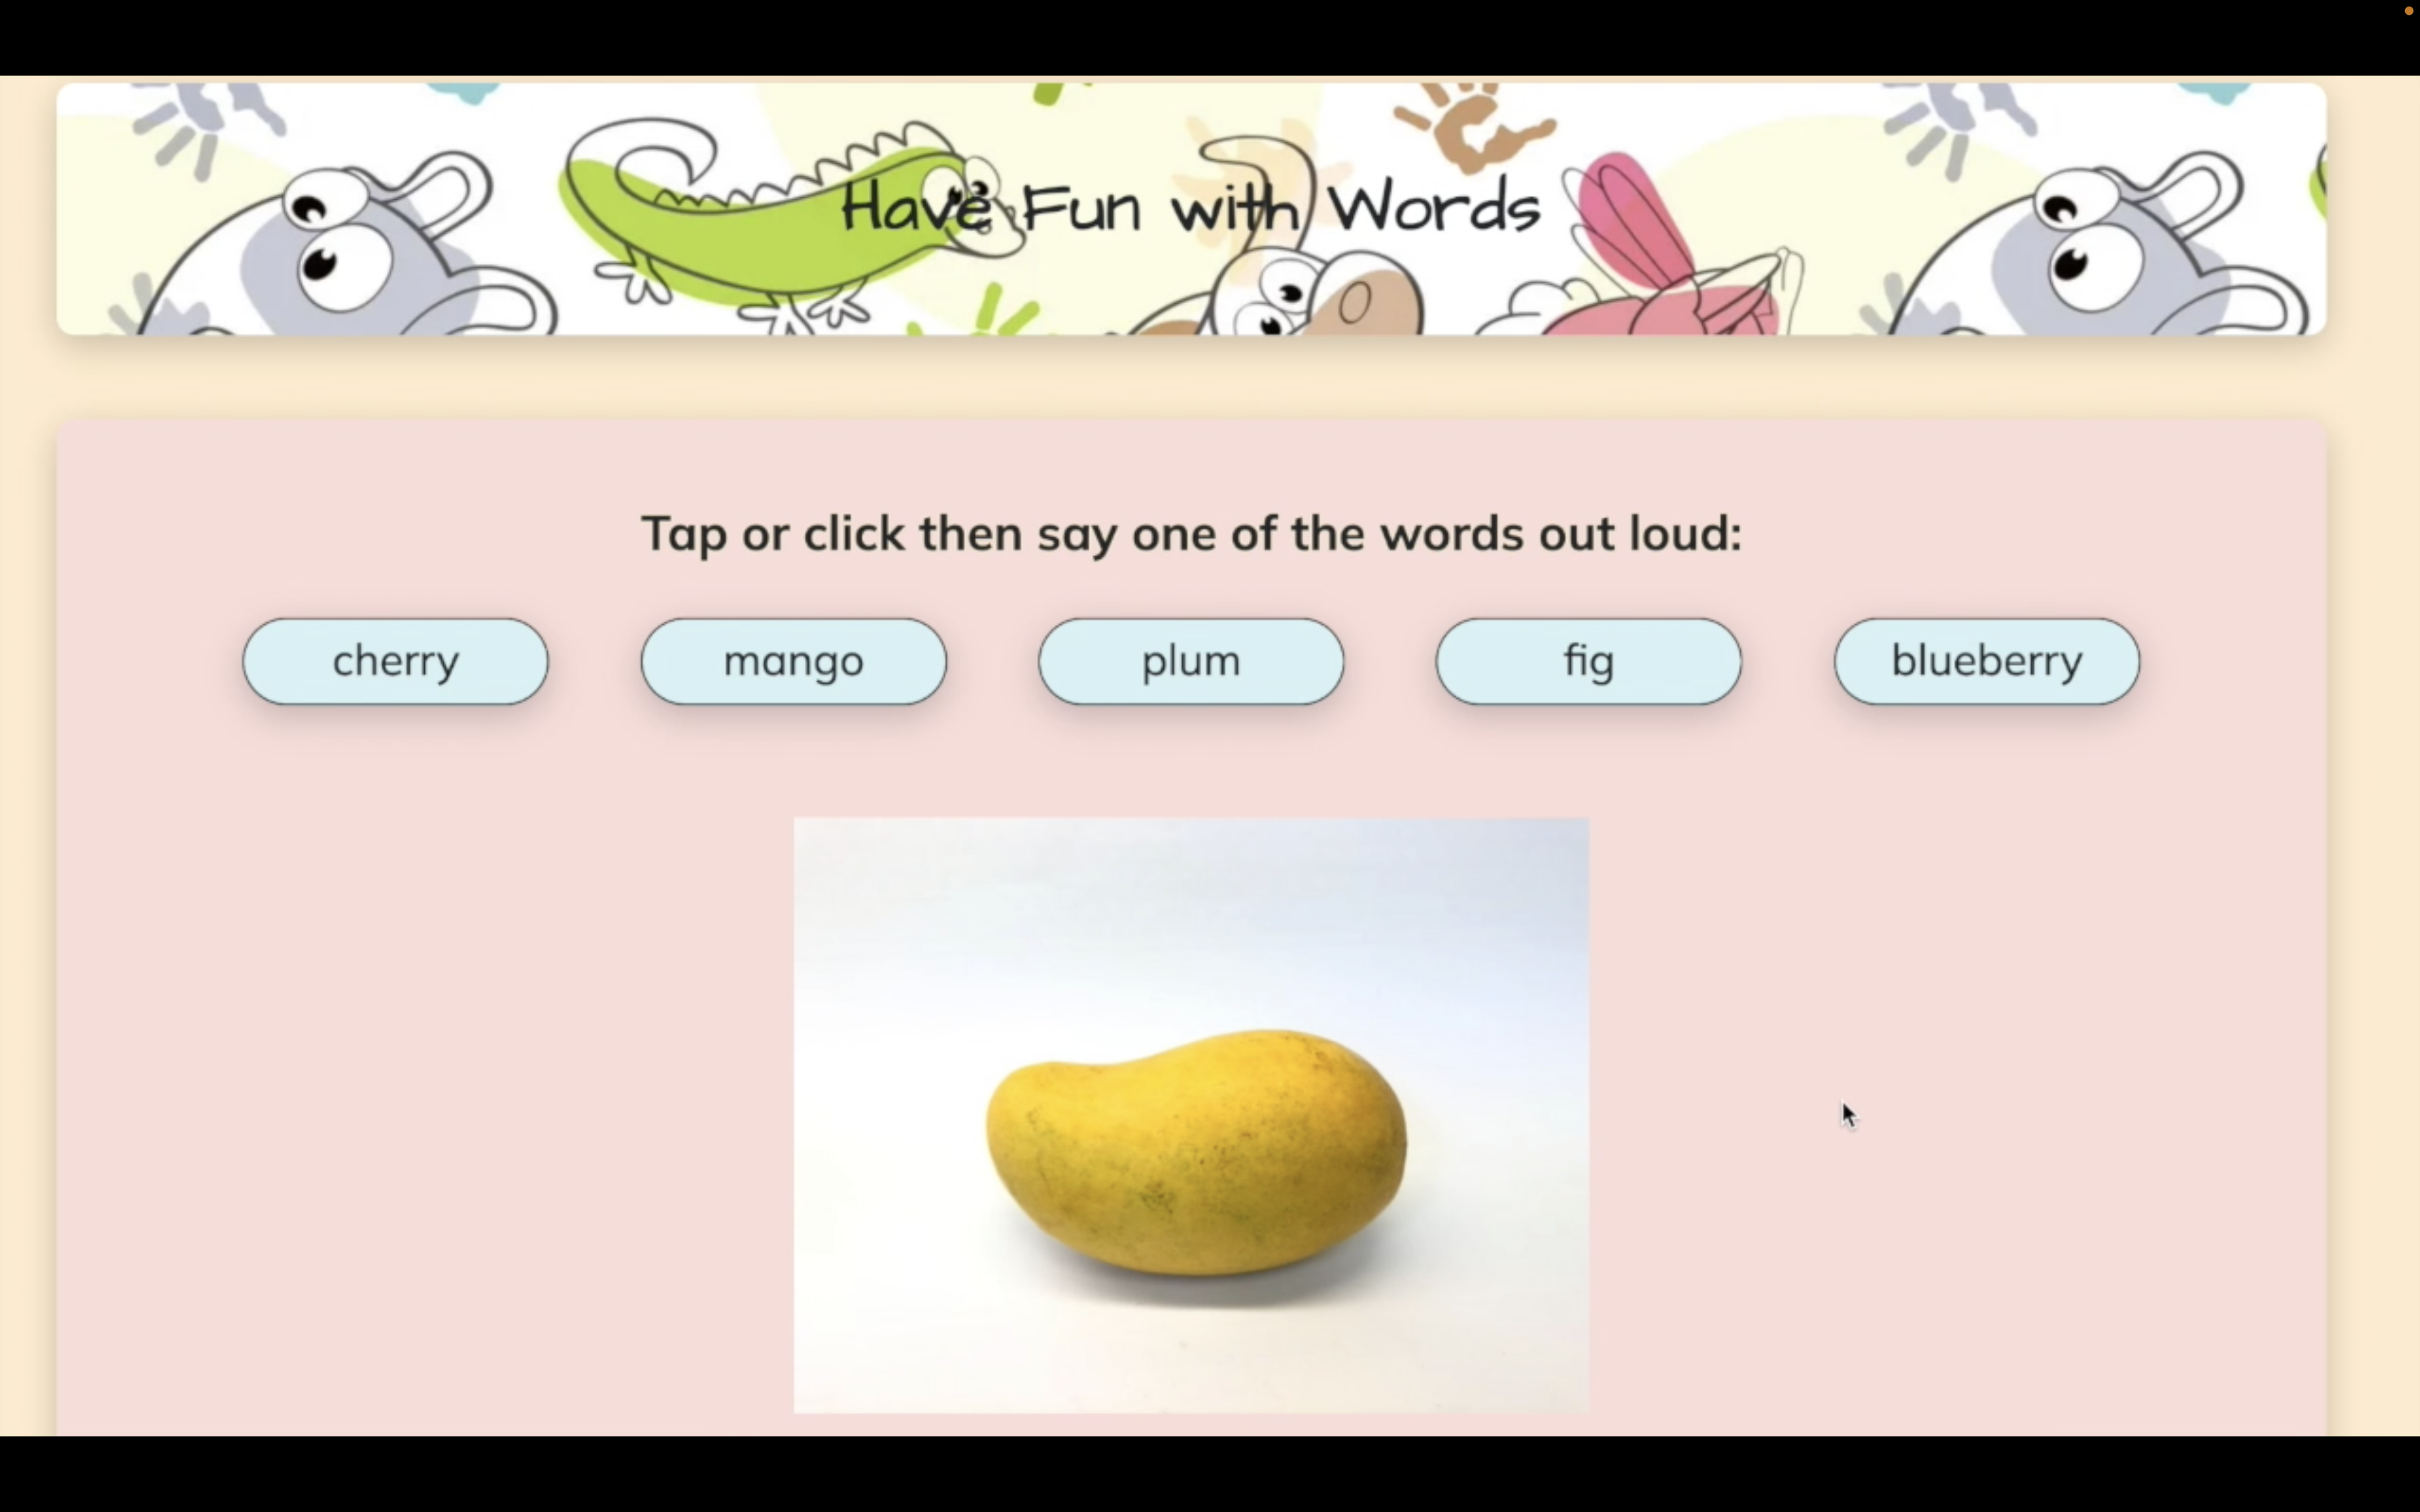 Have Fun with Words
Tap or click then say one of the words out loud:
cherry mango plum fig blueberry